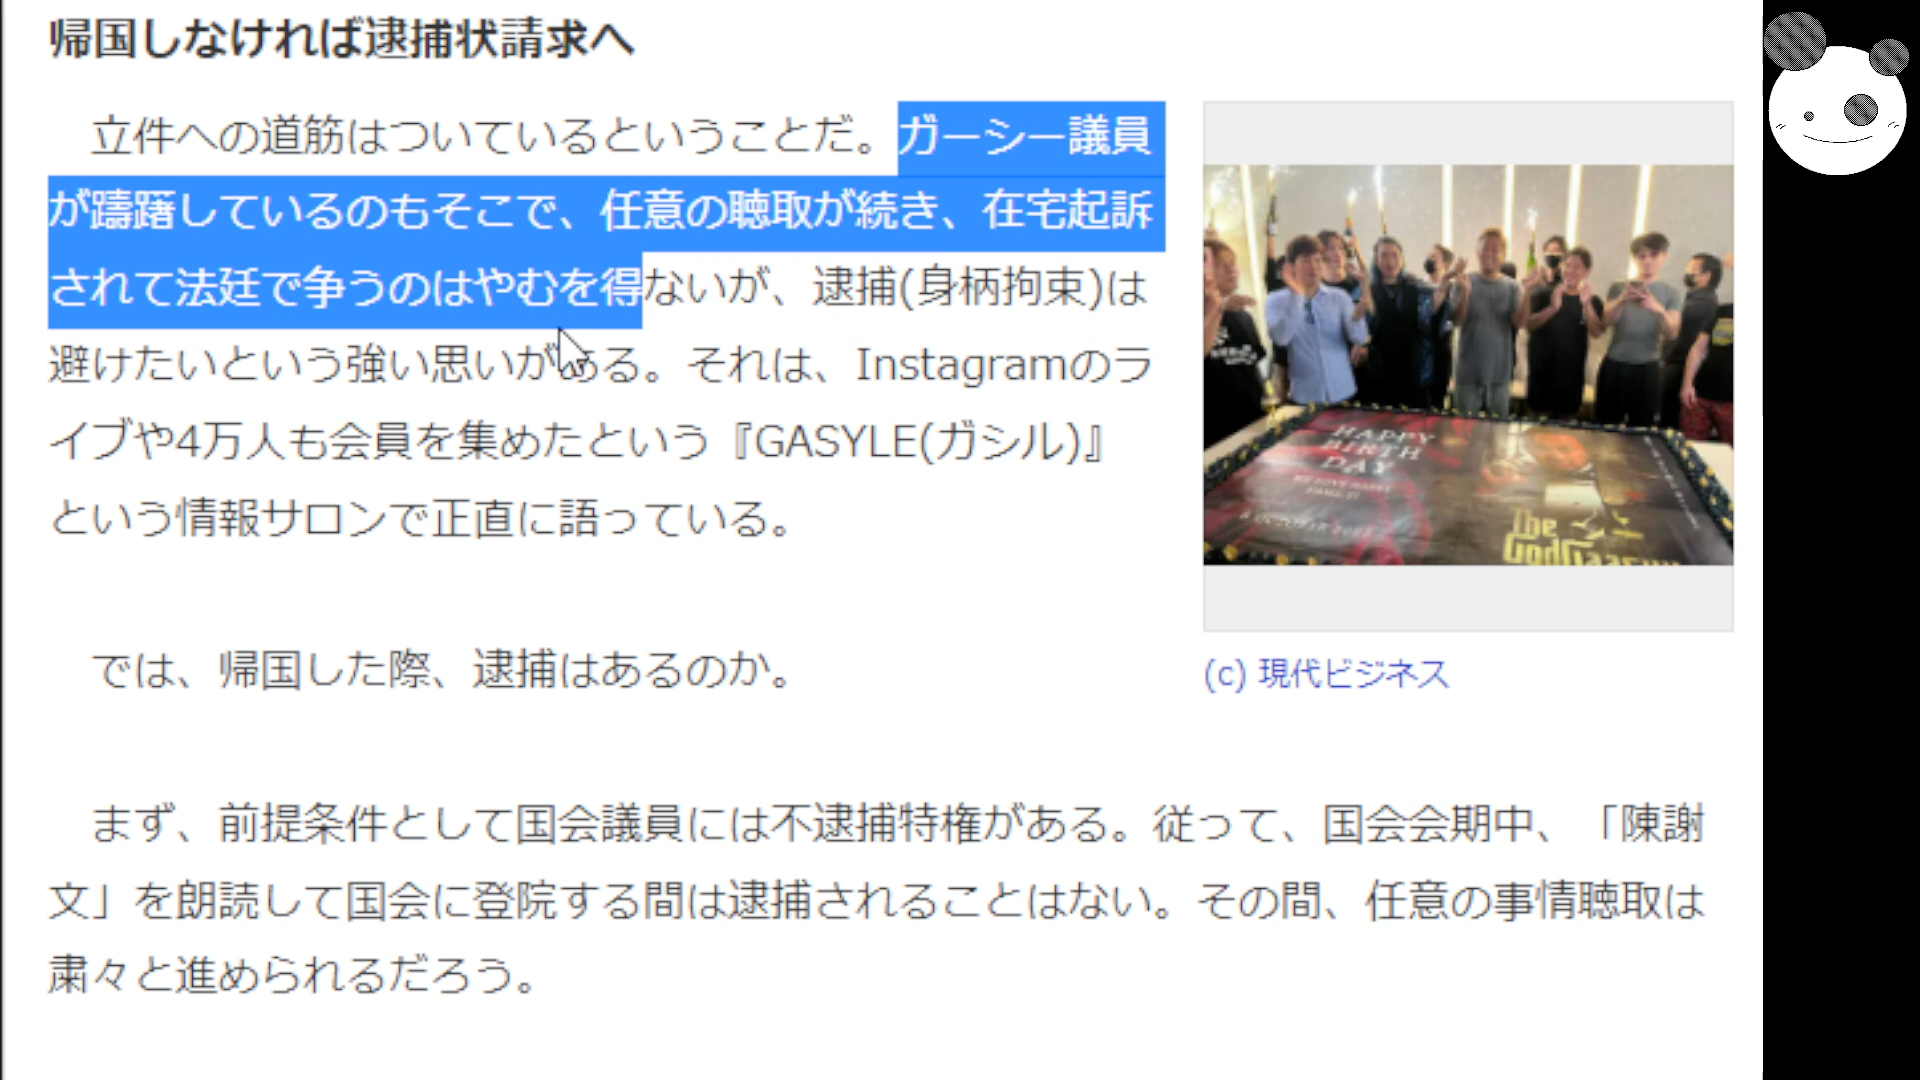 帰国しなければ逮捕状請求へ
立件への道筋はついているということだ。ガーシー議員
が躊躇しているのもそこで、任意の聴取が続き、在宅起訴
されて法廷で争うのはやむを得ないが、逮捕(身柄拘束)は
避けたいという強い思いがある。それは、Instagramのラ
イブや4万人も会員を集めたという『GASYLE(ガシル)』
という情報サロンで正直に語っている。
HAPPY
BIRTH
DAY
The
(c) 現代ビジネス
では、帰国した際、逮捕はあるのか。
まず、前提条件として国会議員には不逮捕特権がある。従って、国会会期中、「陳謝
文」を朗読して国会に登院する間は逮捕されることはない。その間、任意の事情聴取は
粛々と進められるだろう。